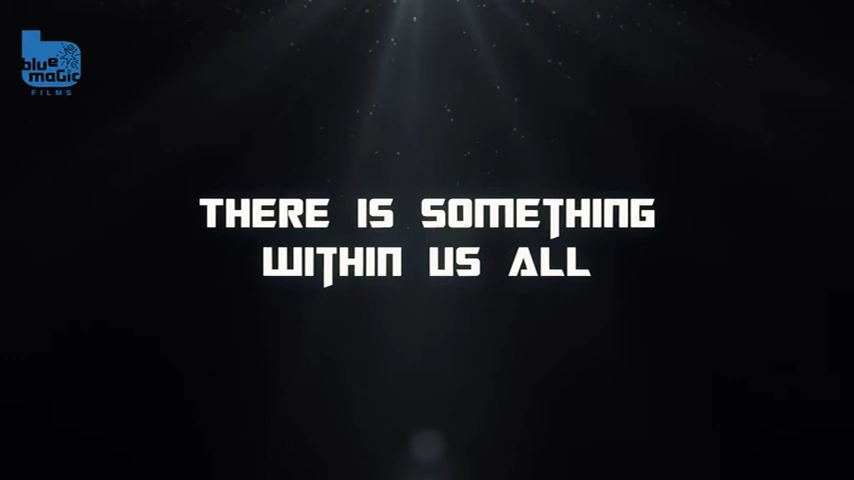 blue
magic
FILMS
THERE IS SOMETHING
WITHIN US ALL